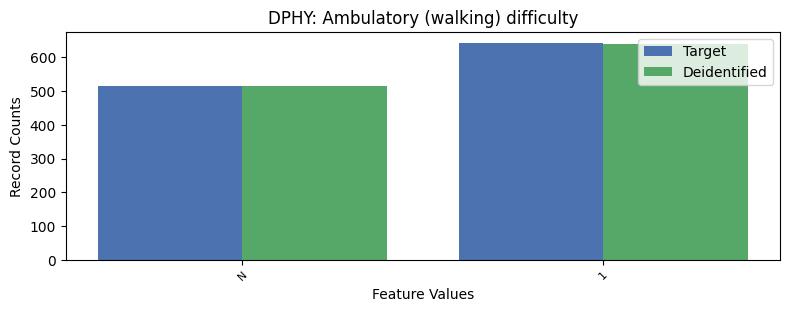 DPHY: Ambulatory (walking) difficulty
Target
Deidentified
Record Counts
600
500
400
300
200
100
0
N
1
Feature Values